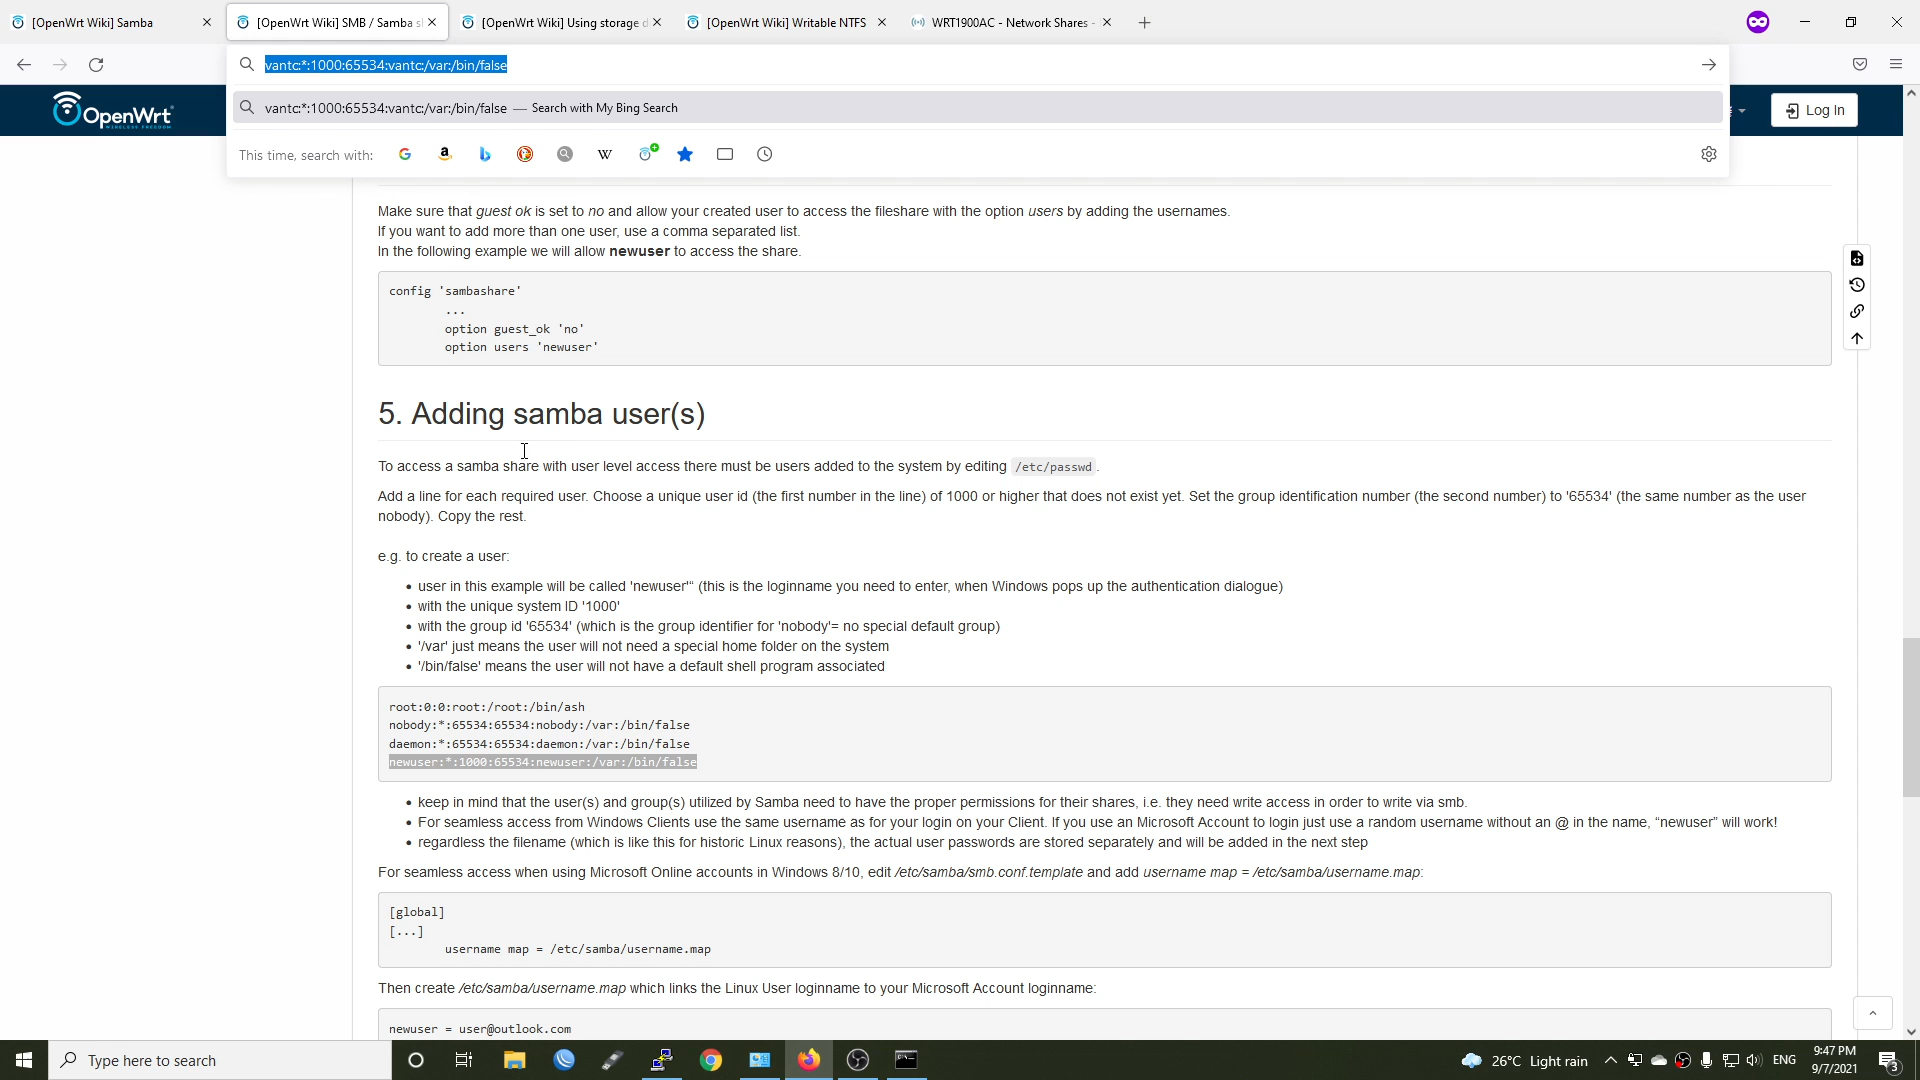 [OpenWrt Wiki] Samba
[OpenWrt Wiki] SMB / Samba s
[OpenWrt Wiki] Using storage d
[OpenWrt Wiki] Writable NTFS
WRT1900AC - Network Shares -
vantc:*:1000:65534:vantc:/var:/bin/false
vantc:*:1000:65534:vantc:/var:/bin/false — Search with My Bing Search
This time, search with:
OpenWrt
WIRELESS FREEDOM
Log In
Make sure that guest ok is set to no and allow your created user to access the fileshare with the option users by adding the usernames.
If you want to add more than one user, use a comma separated list.
In the following example we will allow newuser to access the share.
config 'sambashare'
...
option guest_ok 'no'
option users 'newuser'
5. Adding samba user(s)
To access a samba share with user level access there must be users added to the system by editing /etc/passwd.
Add a line for each required user. Choose a unique user id (the first number in the line) of 1000 or higher that does not exist yet. Set the group identification number (the second number) to '65534' (the same number as the user
nobody). Copy the rest.
e.g. to create a user:
• user in this example will be called 'newuser'“ (this is the loginname you need to enter, when Windows pops up the authentication dialogue)
• with the unique system ID '1000'
• with the group id '65534' (which is the group identifier for 'nobody'= no special default group)
• '/var' just means the user will not need a special home folder on the system
• '/bin/false' means the user will not have a default shell program associated
root:0:0:root:/root:/bin/ash
nobody:*:65534:65534:nobody:/var:/bin/false
daemon:*:65534:65534:daemon:/var:/bin/false
newuser:*:1000:65534:newuser:/var:/bin/false
• keep in mind that the user(s) and group(s) utilized by Samba need to have the proper permissions for their shares, i.e. they need write access in order to write via smb.
• For seamless access from Windows Clients use the same username as for your login on your Client. If you use an Microsoft Account to login just use a random username without an @ in the name, “newuser” will work!
• regardless the filename (which is like this for historic Linux reasons), the actual user passwords are stored separately and will be added in the next step
For seamless access when using Microsoft Online accounts in Windows 8/10, edit /etc/samba/smb.conf.template and add username map = /etc/samba/username.map:
[global]
[...]
username map = /etc/samba/username.map
Then create /etc/samba/username.map which links the Linux User loginname to your Microsoft Account loginname:
newuser = user@outlook.com
Type here to search
26°C Light rain
ENG
9:47 PM
9/7/2021
3